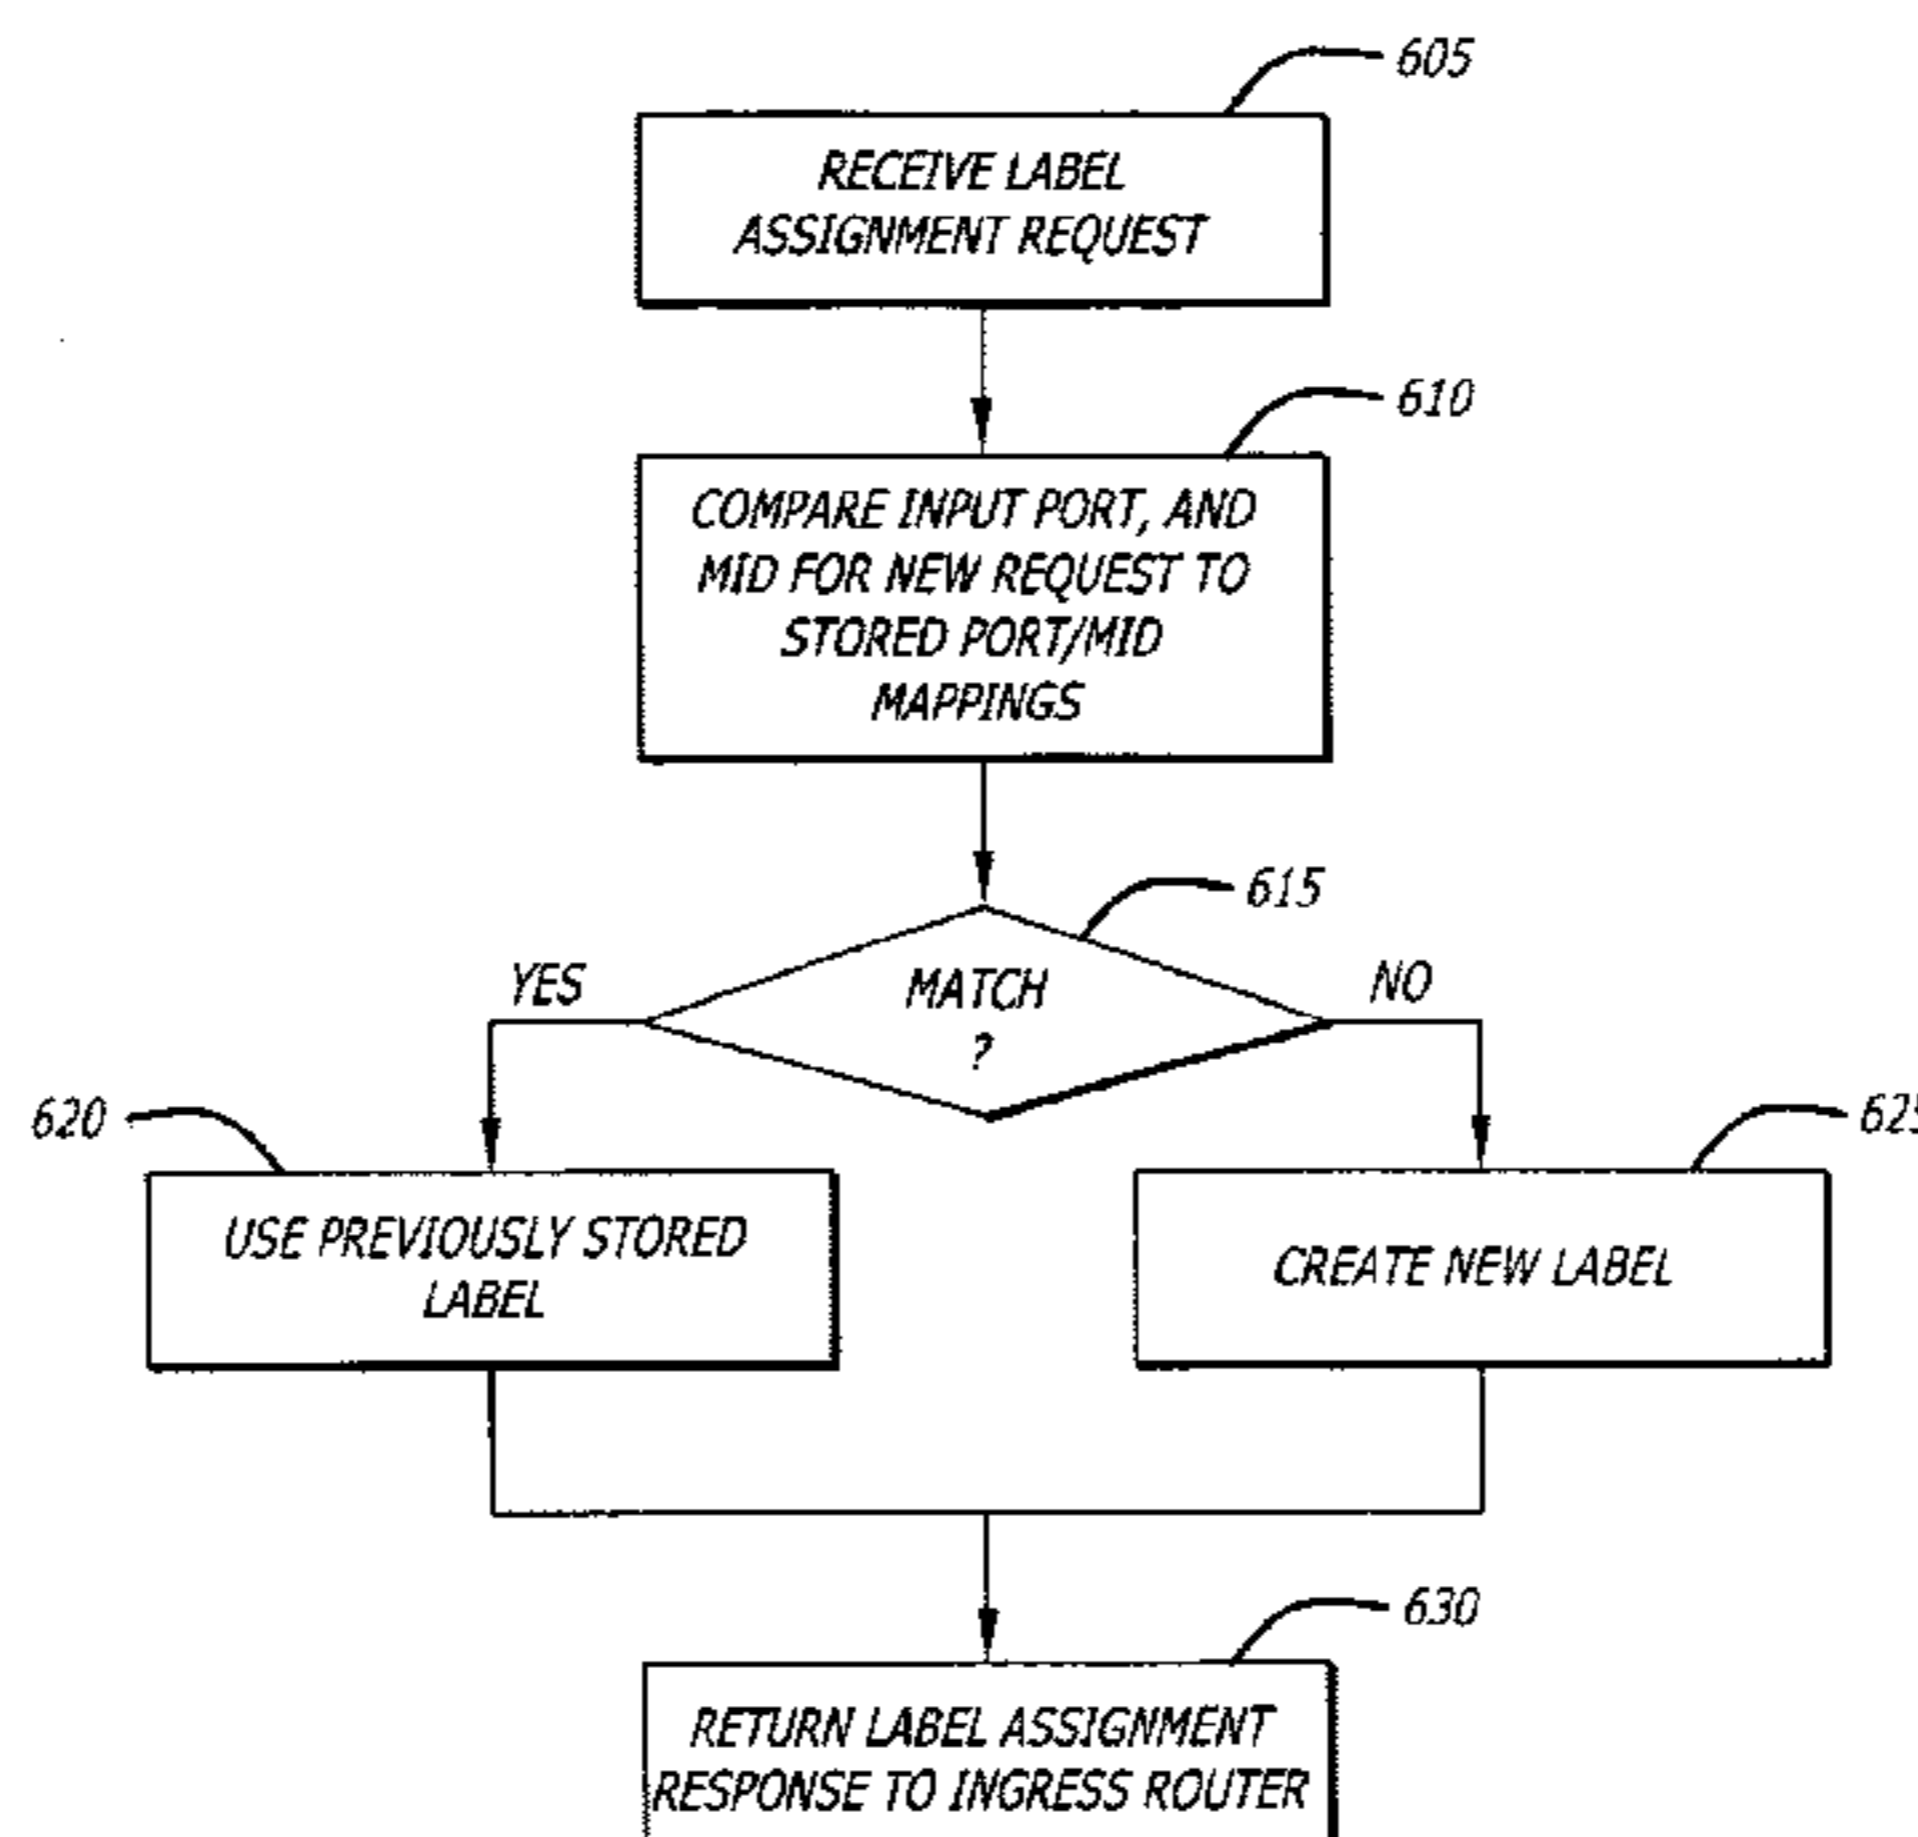 605
RECEIVE LABEL
ASSIGNMENT REQUEST
610
COMPARE INPUT PORT, AND
MID FOR NEW REQUEST TO
STORED PORT/MID
MAPPINGS
615
YES
MATCH
?
NO
620
USE PREVIOUSLY STORED
LABEL
625
CREATE NEW LABEL
630
RETURN LABEL ASSIGNMENT
RESPONSE TO INGRESS ROUTER